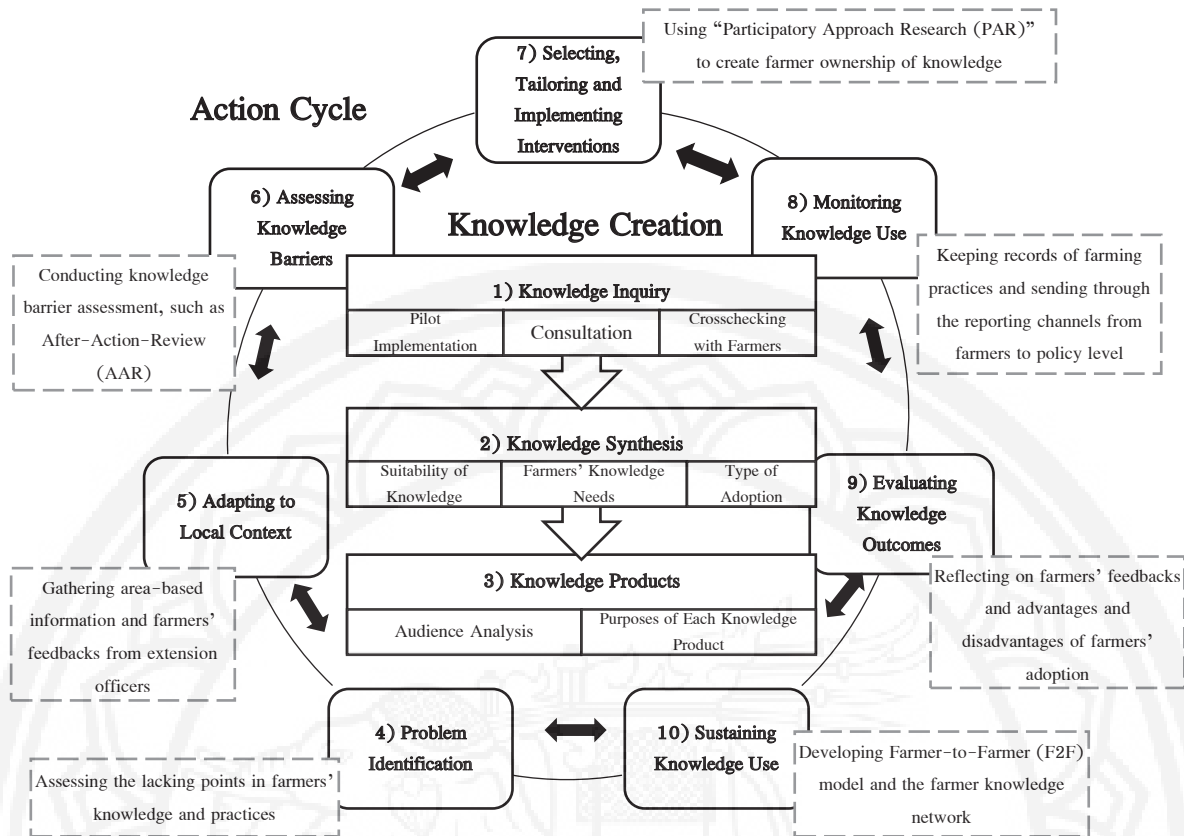 Action Cycle
7) Selecting,
Tailoring and
Implementing
Interventions
Using “Participatory Approach Research (PAR)”
to create farmer ownership of knowledge
6) Assessing
Knowledge
Barriers
Conducting knowledge
barrier assessment, such as
After-Action-Review
(AAR)
8) Monitoring
Knowledge Use
Keeping records of farming
practices and sending through
the reporting channels from
farmers to policy level
Knowledge Creation
1) Knowledge Inquiry
Pilot
Implementation
Consultation
Crosschecking
with Farmers
2) Knowledge Synthesis
Suitability of
Knowledge
Farmers’ Knowledge
Needs
Type of
Adoption
3) Knowledge Products
Audience Analysis
Purposes of Each Knowledge
Product
5) Adapting to
Local Context
Gathering area-based
information and farmers’
feedbacks from extension
officers
9) Evaluating
Knowledge
Outcomes
Reflecting on farmers’ feedbacks
and advantages and
disadvantages of farmers’
adoption
4) Problem
Identification
Assessing the lacking points in farmers’
knowledge and practices
10) Sustaining
Knowledge Use
Developing Farmer-to-Farmer (F2F)
model and the farmer knowledge
network